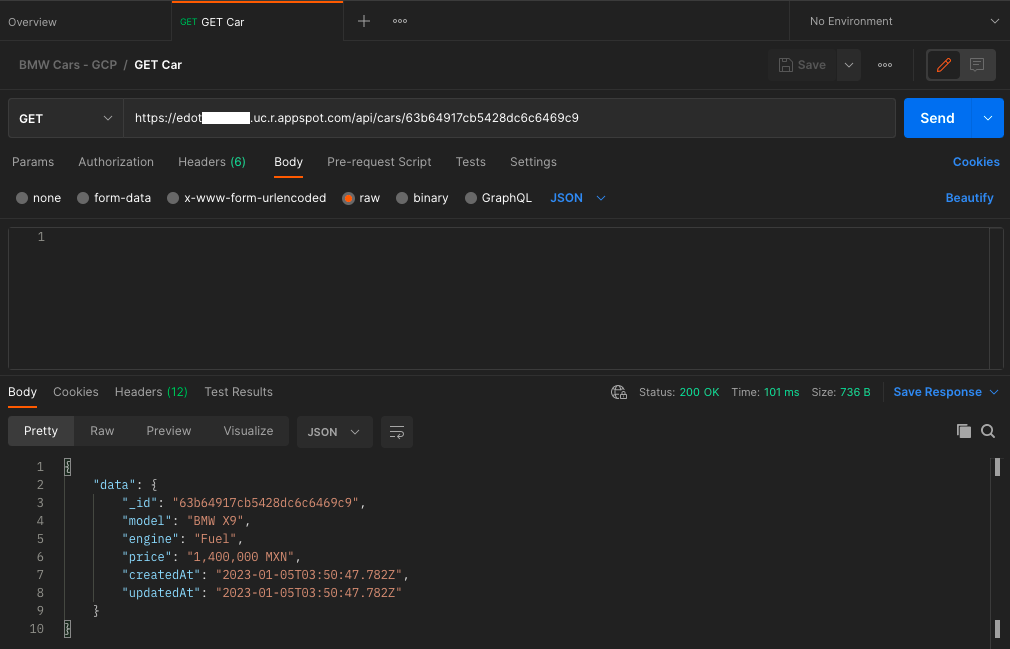 Overview
GET GET Car
No Environment
BMW Cars - GCP / GET Car
Save
GET
https://edot .uc.r.appspot.com/api/cars/63b64917cb5428dc6c6469c9
Send
Params Authorization Headers (6) Body Pre-request Script Tests Settings Cookies
none form-data x-www-form-urlencoded raw binary GraphQL JSON Beautify
1
Body Cookies Headers (12) Test Results Status: 200 OK Time: 101 ms Size: 736 B Save Response
Pretty Raw Preview Visualize JSON
1 {
2 "data": {
3 "_id": "63b64917cb5428dc6c6469c9",
4 "model": "BMW X9",
5 "engine": "Fuel",
6 "price": "1,400,000 MXN",
7 "createdAt": "2023-01-05T03:50:47.782Z",
8 "updatedAt": "2023-01-05T03:50:47.782Z"
9 }
10 }